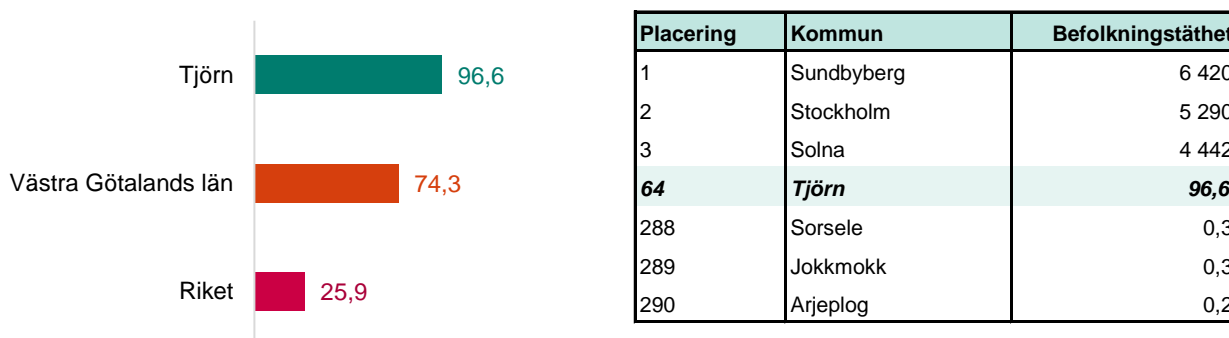 Tjörn 96,6
Västra Götalands län 74,3
Riket 25,9
Placering Kommun Befolkningstäthet
1 Sundbyberg 6 420
2 Stockholm 5 290
3 Solna 4 442
64 Tjörn 96,6
288 Sorsele 0,3
289 Jokkmokk 0,3
290 Arjeplog 0,2